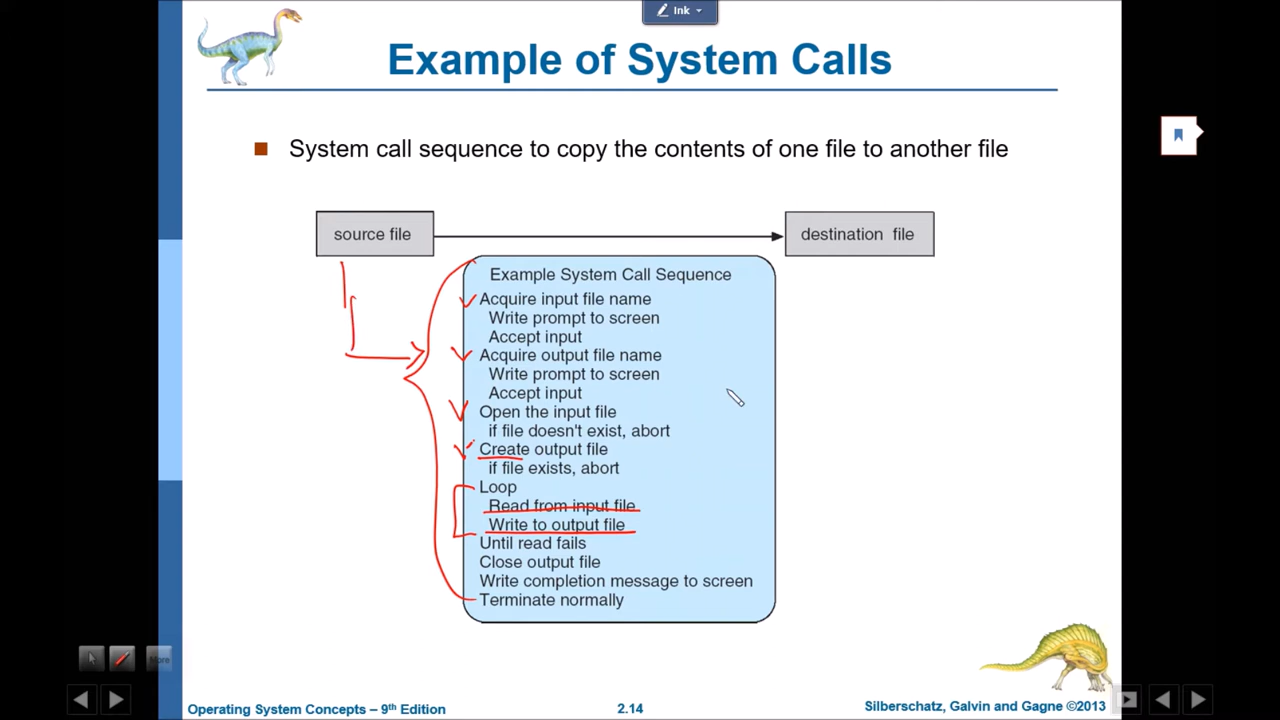 Ink
Example of System Calls
System call sequence to copy the contents of one file to another file
source file
destination file
Example System Call Sequence
Acquire input file name
Write prompt to screen
Accept input
Acquire output file name
Write prompt to screen
Accept input
Open the input file
if file doesn't exist, abort
Create output file
if file exists, abort
Loop
Read from input file
Write to output file
Until read fails
Close output file
Write completion message to screen
Terminate normally
More
Operating System Concepts – 9th Edition
2.14
Silberschatz, Galvin and Gagne ©2013